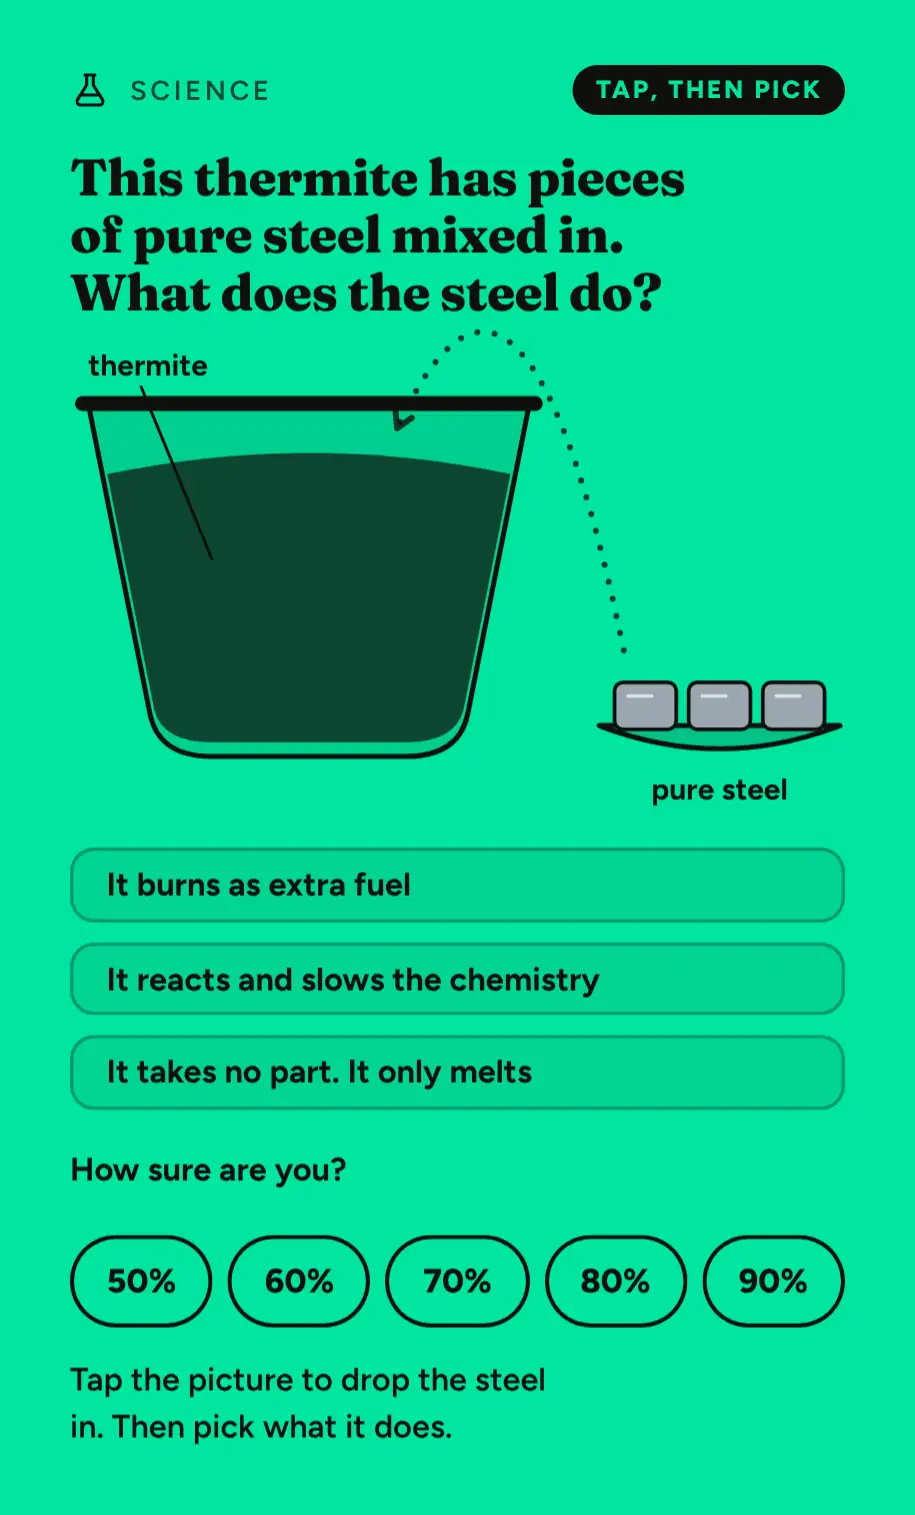 SCIENCE
TAP, THEN PICK
This thermite has pieces
of pure steel mixed in.
What does the steel do?
thermite
pure steel
It burns as extra fuel
It reacts and slows the chemistry
It takes no part. It only melts
How sure are you?
50%
60%
70%
80%
90%
Tap the picture to drop the steel
in. Then pick what it does.